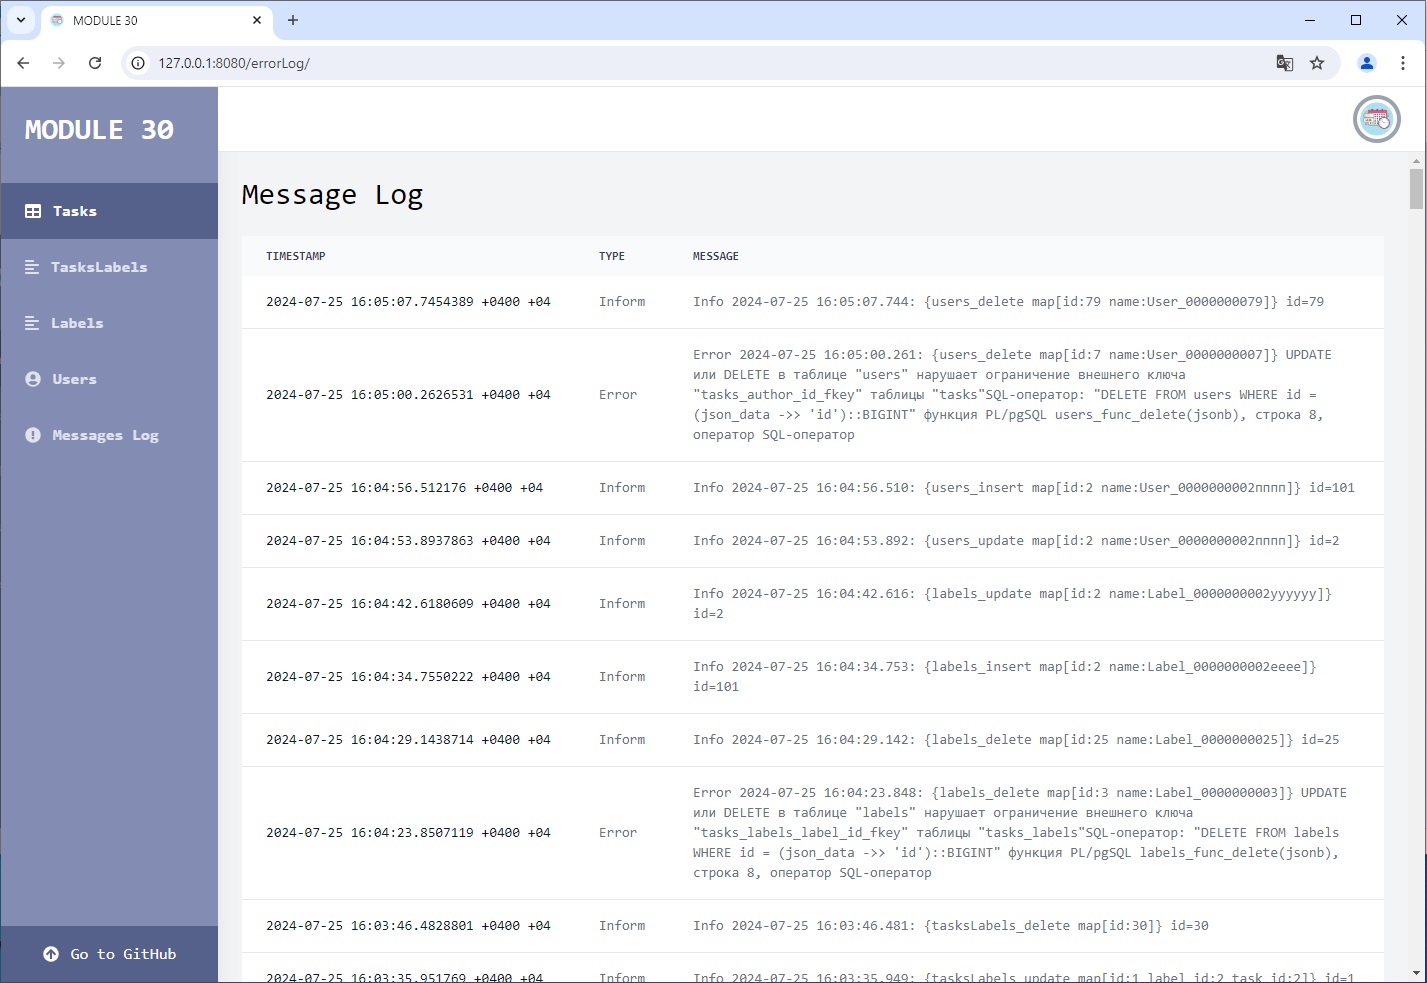 MODULE 30
127.0.0.1:8080/errorLog/
MODULE 30
Tasks
TasksLabels
Labels
Users
Messages Log
Go to GitHub
Message Log
TIMESTAMP TYPE MESSAGE
2024-07-25 16:05:07.7454389 +0400 +04 Inform Info 2024-07-25 16:05:07.744: {users_delete map[id:79 name:User_0000000079]} id=79
2024-07-25 16:05:00.2626531 +0400 +04 Error Error 2024-07-25 16:05:00.261: {users_delete map[id:7 name:User_0000000007]} UPDATE
или DELETE в таблице "users" нарушает ограничение внешнего ключа
"tasks_author_id_fkey" таблицы "tasks"SQL-оператор: "DELETE FROM users WHERE id =
(json_data ->> 'id')::BIGINT" функция PL/pgSQL users_func_delete(jsonb), строка 8,
оператор SQL-оператор
2024-07-25 16:04:56.512176 +0400 +04 Inform Info 2024-07-25 16:04:56.510: {users_insert map[id:2 name:User_0000000002пппп]} id=101
2024-07-25 16:04:53.8937863 +0400 +04 Inform Info 2024-07-25 16:04:53.892: {users_update map[id:2 name:User_0000000002пппп]} id=2
2024-07-25 16:04:42.6180609 +0400 +04 Inform Info 2024-07-25 16:04:42.616: {labels_update map[id:2 name:Label_0000000002yyyyyy]}
id=2
2024-07-25 16:04:34.7550222 +0400 +04 Inform Info 2024-07-25 16:04:34.753: {labels_insert map[id:2 name:Label_0000000002eeee]}
id=101
2024-07-25 16:04:29.1438714 +0400 +04 Inform Info 2024-07-25 16:04:29.142: {labels_delete map[id:25 name:Label_0000000025]} id=25
2024-07-25 16:04:23.8507119 +0400 +04 Error Error 2024-07-25 16:04:23.848: {labels_delete map[id:3 name:Label_0000000003]} UPDATE
или DELETE в таблице "labels" нарушает ограничение внешнего ключа
"tasks_labels_label_id_fkey" таблицы "tasks_labels"SQL-оператор: "DELETE FROM labels
WHERE id = (json_data ->> 'id')::BIGINT" функция PL/pgSQL labels_func_delete(jsonb),
строка 8, оператор SQL-оператор
2024-07-25 16:03:46.4828801 +0400 +04 Inform Info 2024-07-25 16:03:46.481: {tasksLabels_delete map[id:30]} id=30
2024-07-25 16:03:35.951769 +0400 +04 Inform Info 2024-07-25 16:03:35.949: {tasksLabels_update map[id:1 label_id:2 task_id:2]} id=1